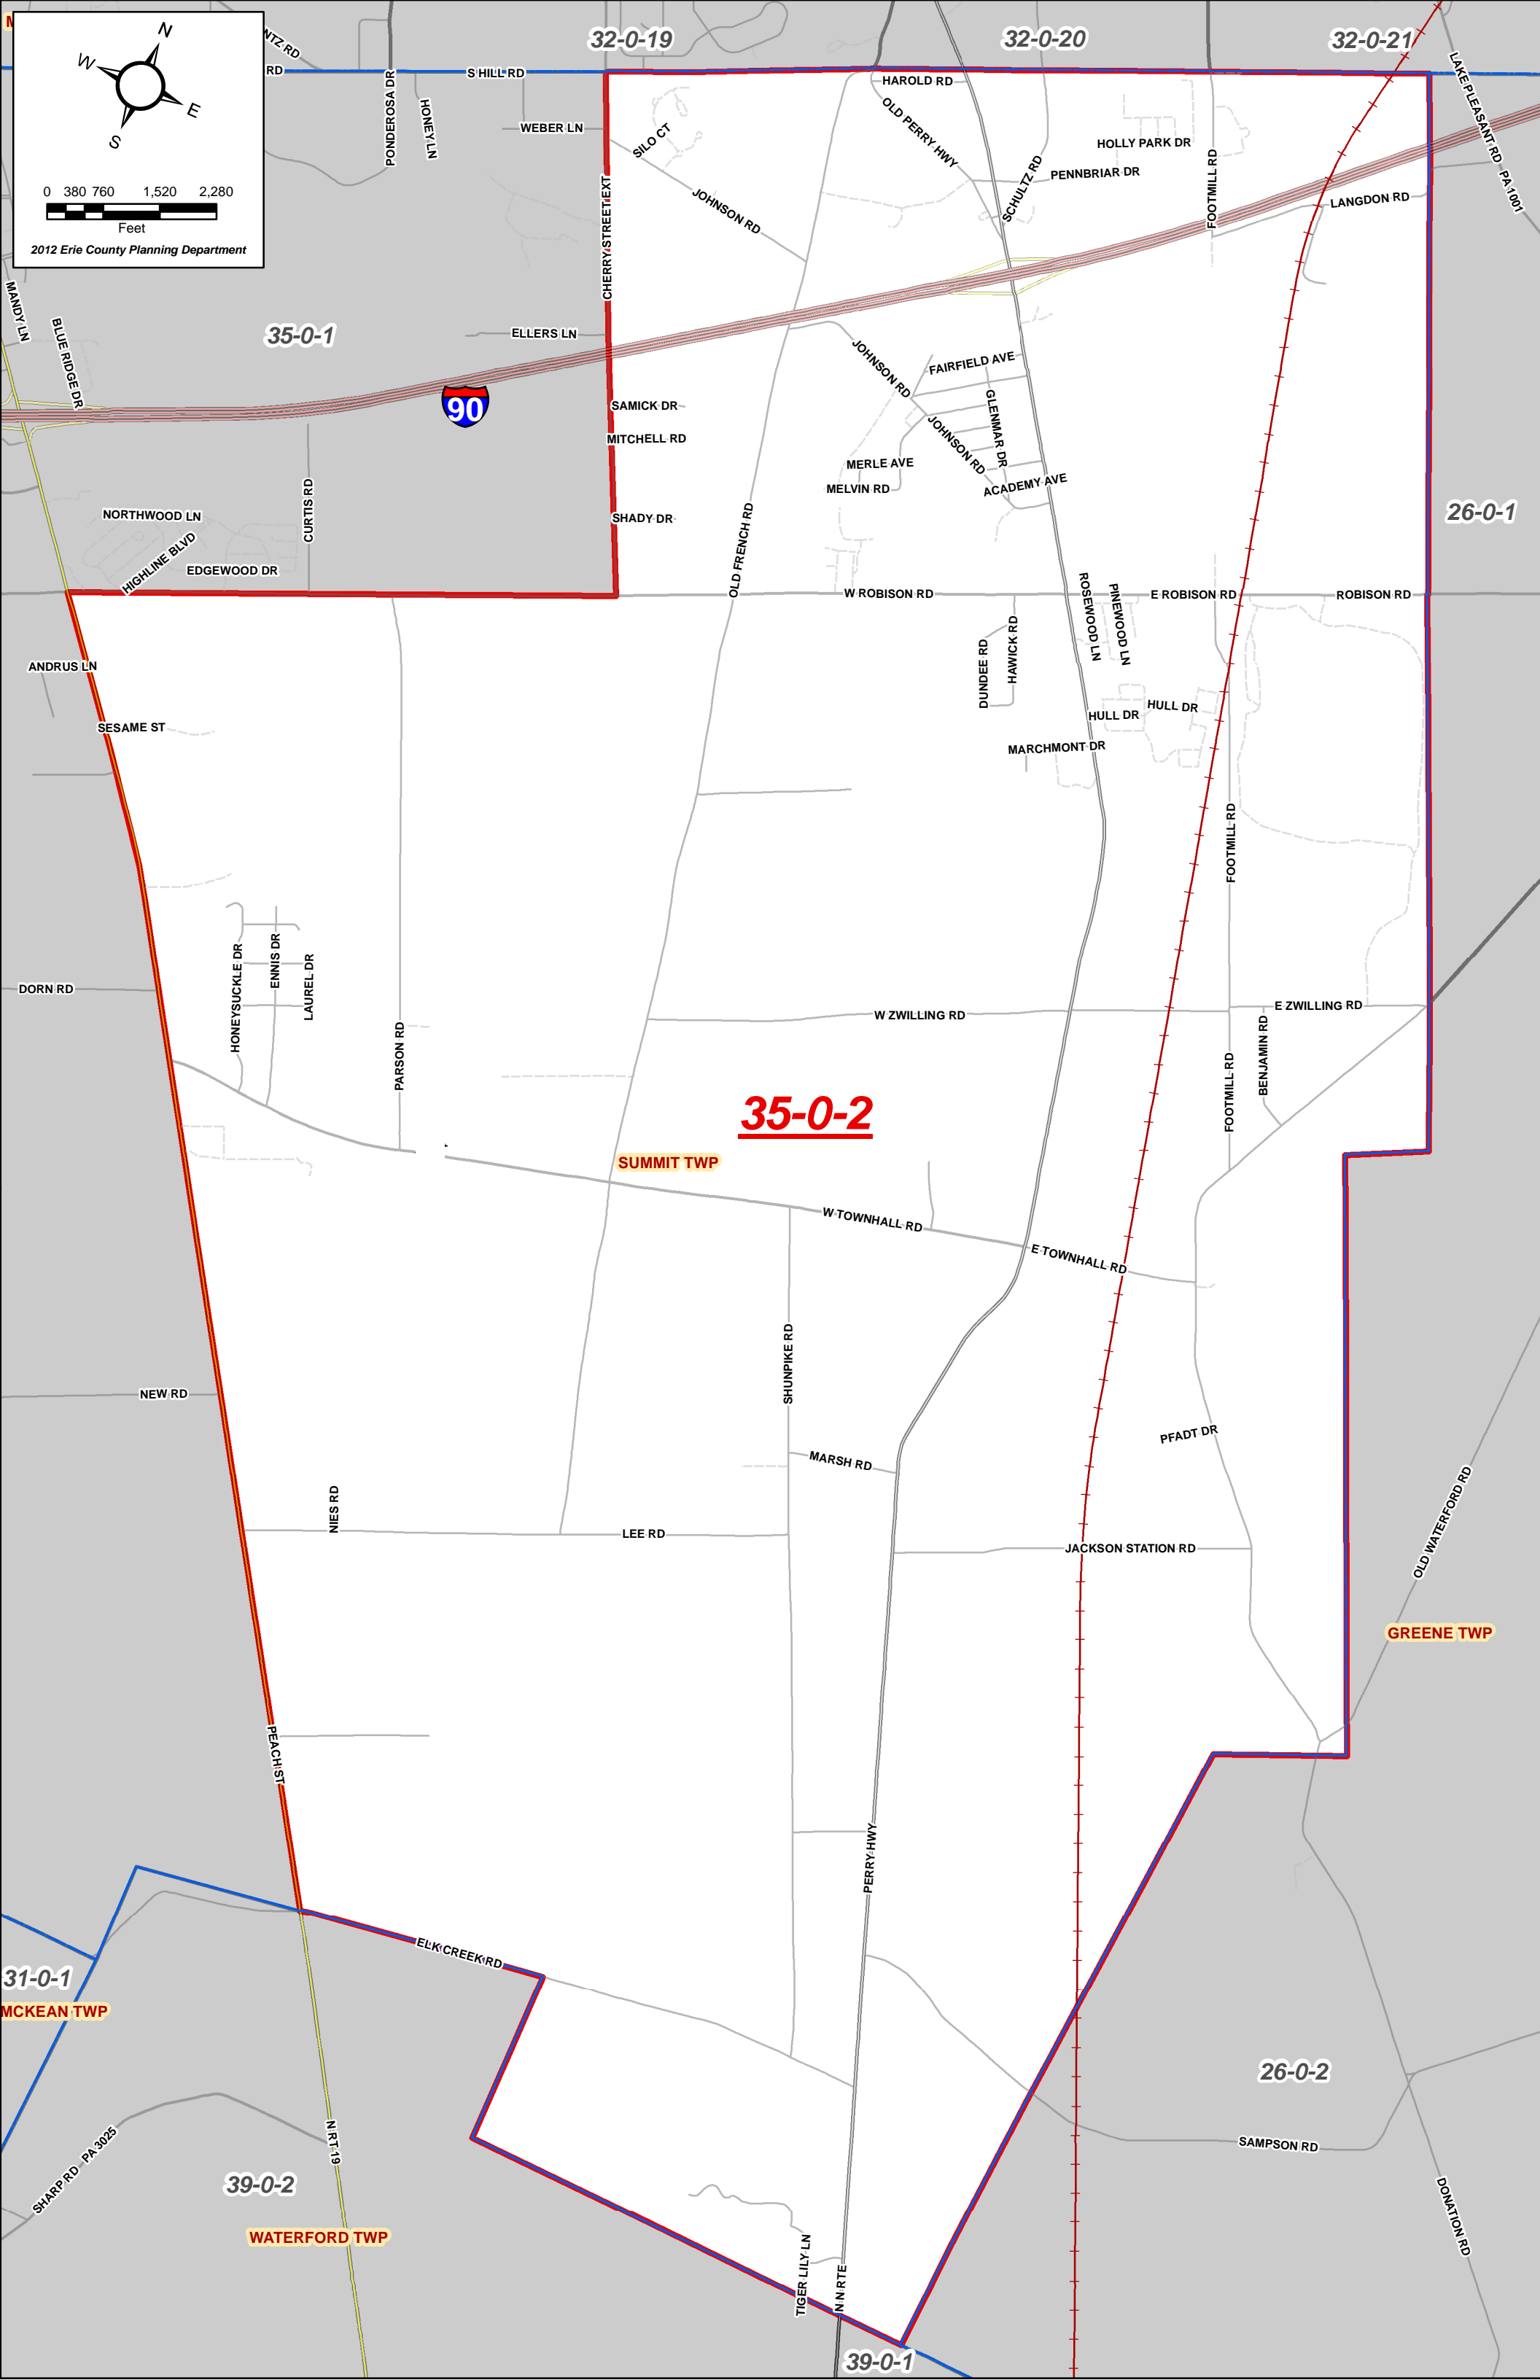 M
N
W
E
S
0 380 760 1,520 2,280
Feet
2012 Erie County Planning Department
NTZ RD
RD
S HILL RD
32-0-19
32-0-20
32-0-21
PONDEROSA DR
HONEY LN
WEBER LN
SILO CT
HAROLD RD
OLD PERRY HWY
HOLLY PARK DR
PENNBRIAR DR
SCHULTZ RD
FOOTMILL RD
LANGDON RD
LAKE PLEASANT RD PA 1001
CHERRY STREET EXT
JOHNSON RD
MANDY LN
BLUE RIDGE DR
35-0-1
ELLERS LN
90
SAMICK DR
MITCHELL RD
SHADY DR
JOHNSON RD
FAIRFIELD AVE
GLENMAR DR
JOHNSON RD
MERLE AVE
MELVIN RD
ACADEMY AVE
26-0-1
NORTHWOOD LN
HIGHLINE BLVD
EDGEWOOD DR
CURTIS RD
OLD FRENCH RD
W ROBISON RD
E ROBISON RD
ROBISON RD
ROSEWOOD LN
PINEWOOD LN
DUNDEE RD
HAWICK RD
HULL DR
HULL DR
MARCHMONT DR
ANDRUS LN
SESAME ST
FOOTMILL RD
HONEYSUCKLE DR
ENNIS DR
LAUREL DR
DORN RD
PARSON RD
W ZWILLING RD
E ZWILLING RD
FOOTMILL RD
BENJAMIN RD
35-0-2
SUMMIT TWP
W TOWNHALL RD
E TOWNHALL RD
SHUNPIKE RD
NEW RD
PFADT DR
MARSH RD
NIES RD
LEE RD
JACKSON STATION RD
OLD WATERFORD RD
GREENE TWP
PEACH ST
PERRY HWY
ELK CREEK RD
31-0-1
MCKEAN TWP
26-0-2
SAMPSON RD
SHARP RD PA 3025
N RT 19
39-0-2
WATERFORD TWP
DONATION RD
TIGER LILY LN
N N RTE
39-0-1